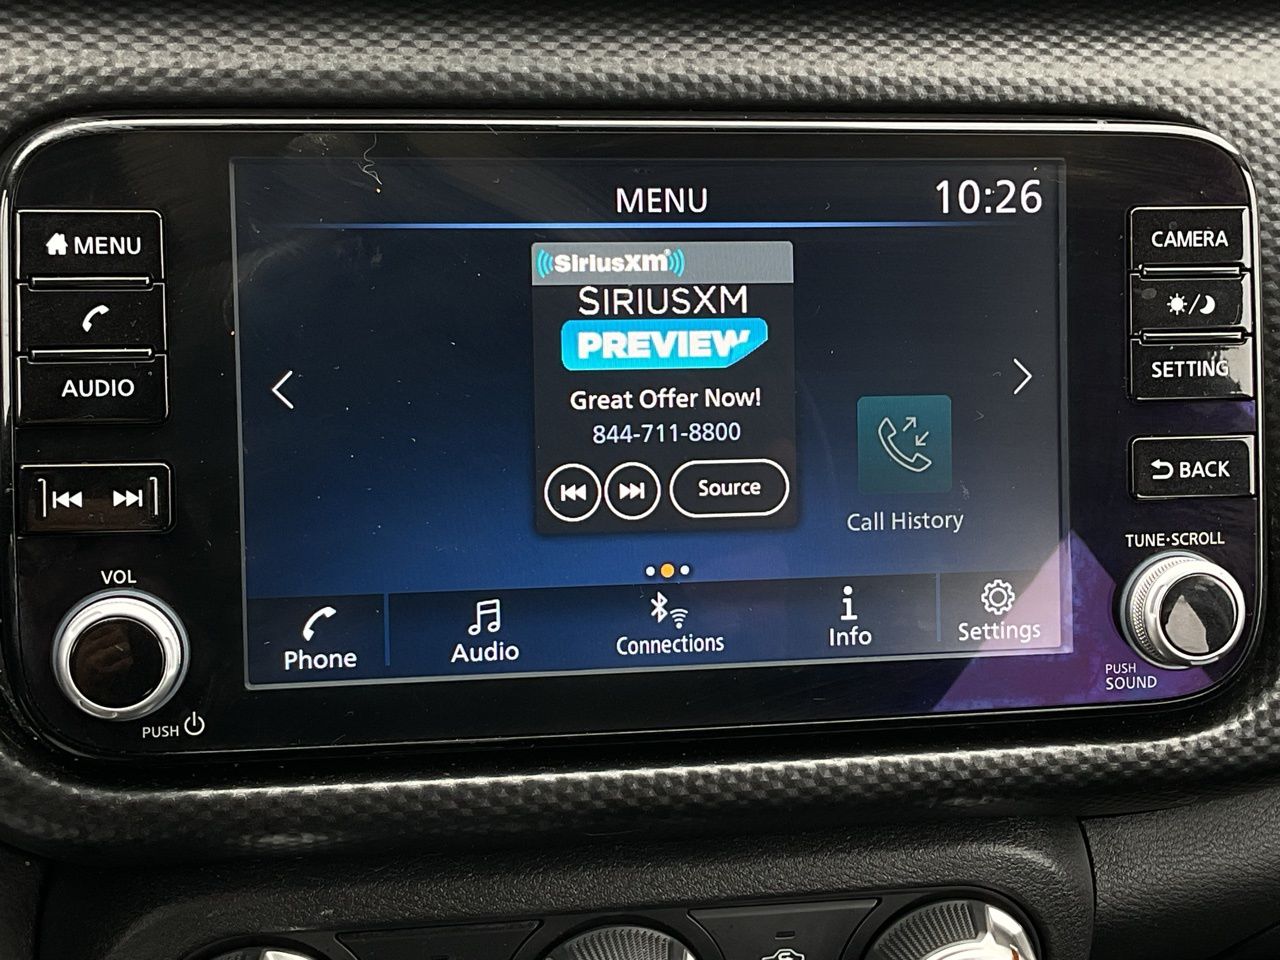 MENU
AUDIO
VOL
PUSH
MENU
10:26
SiriusXM
SIRIUSXM
PREVIEW
Great Offer Now!
844-711-8800
Source
Call History
Phone
Audio
Connections
Info
Settings
CAMERA
SETTING
BACK
TUNE•SCROLL
PUSH
SOUND